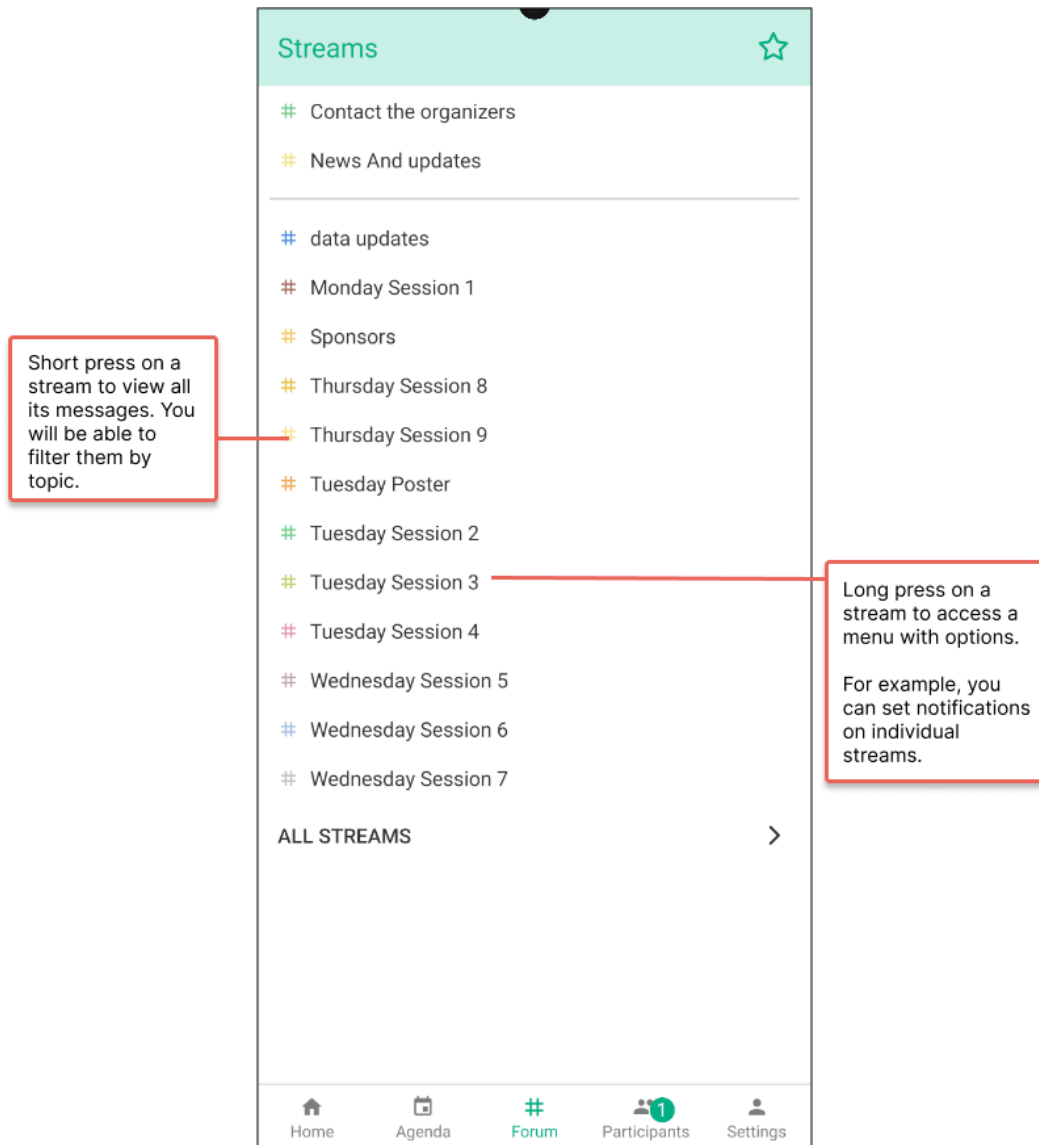 Streams
# Contact the organizers
# News And updates
# data updates
# Monday Session 1
# Sponsors
# Thursday Session 8
# Thursday Session 9
# Tuesday Poster
# Tuesday Session 2
# Tuesday Session 3
# Tuesday Session 4
# Wednesday Session 5
# Wednesday Session 6
# Wednesday Session 7
ALL STREAMS
Short press on a
stream to view all
its messages. You
will be able to
filter them by
topic.
Long press on a
stream to access a
menu with options.
For example, you
can set notifications
on individual
streams.
1
Home Agenda Forum Participants Settings